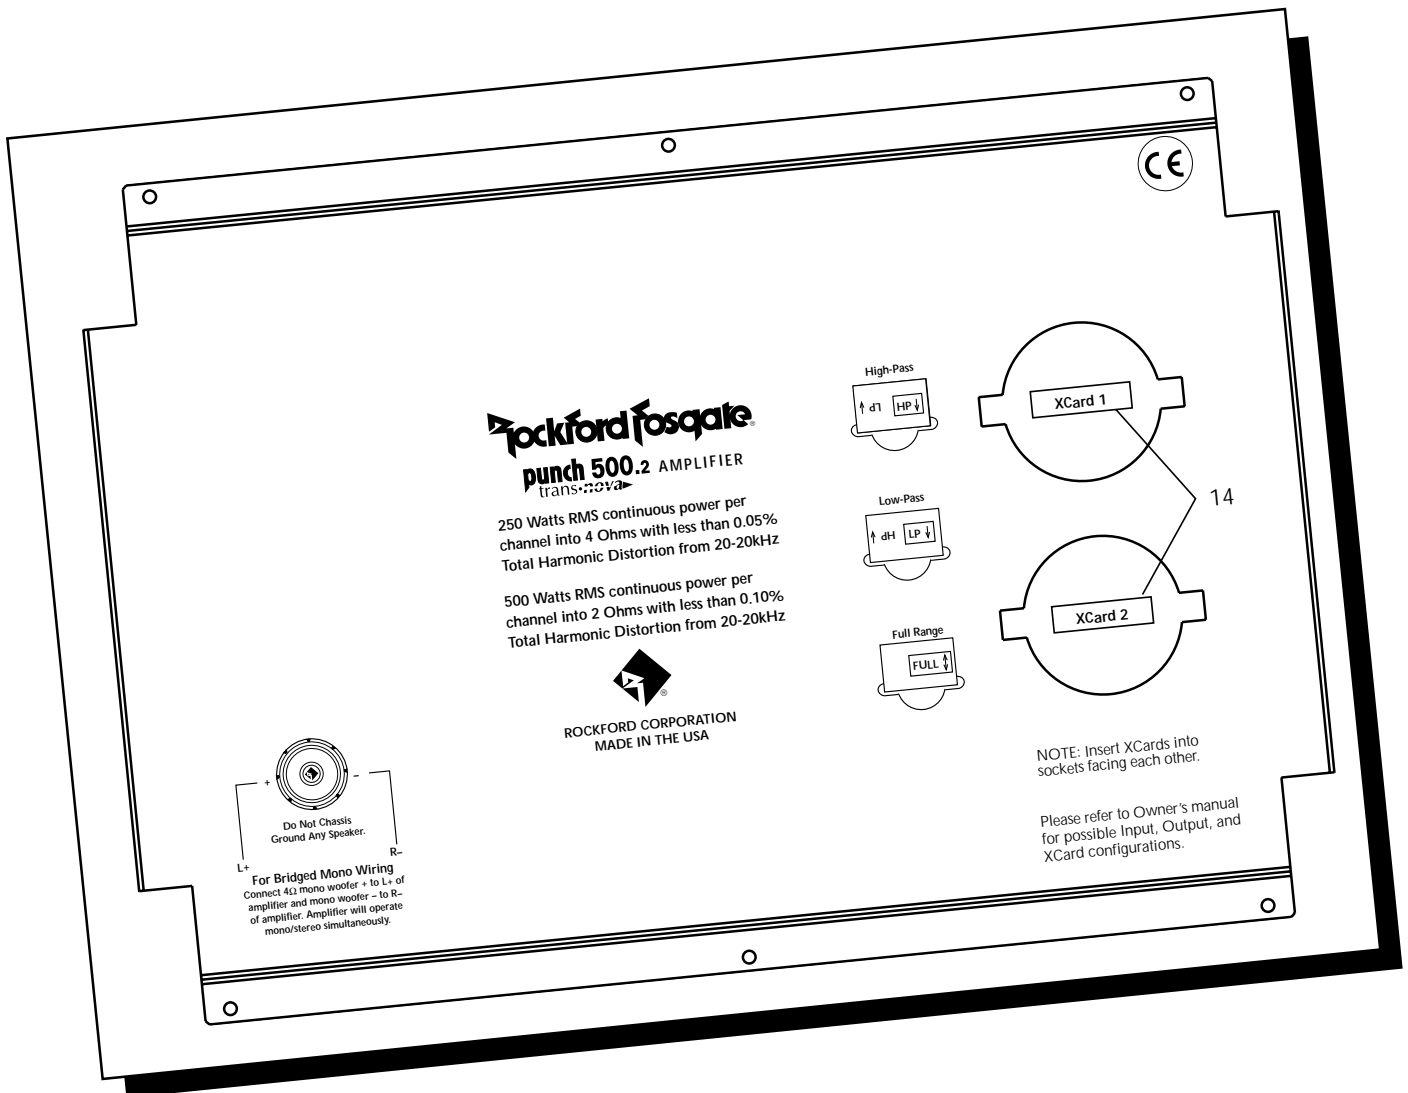 CE
Rockford Fosgate®
punch 500.2 AMPLIFIER
trans•nova
250 Watts RMS continuous power per
channel into 4 Ohms with less than 0.05%
Total Harmonic Distortion from 20-20kHz
500 Watts RMS continuous power per
channel into 2 Ohms with less than 0.10%
Total Harmonic Distortion from 20-20kHz
®
ROCKFORD CORPORATION
MADE IN THE USA
High-Pass
LP HP
Low-Pass
HP LP
Full Range
FULL
XCard 1
14
XCard 2
NOTE: Insert XCards into
sockets facing each other.
Please refer to Owner's manual
for possible Input, Output, and
XCard configurations.
+ –
Do Not Chassis
Ground Any Speaker.
L+ R–
For Bridged Mono Wiring
Connect 4Ω mono woofer + to L+ of
amplifier and mono woofer – to R–
of amplifier. Amplifier will operate
mono/stereo simultaneously.